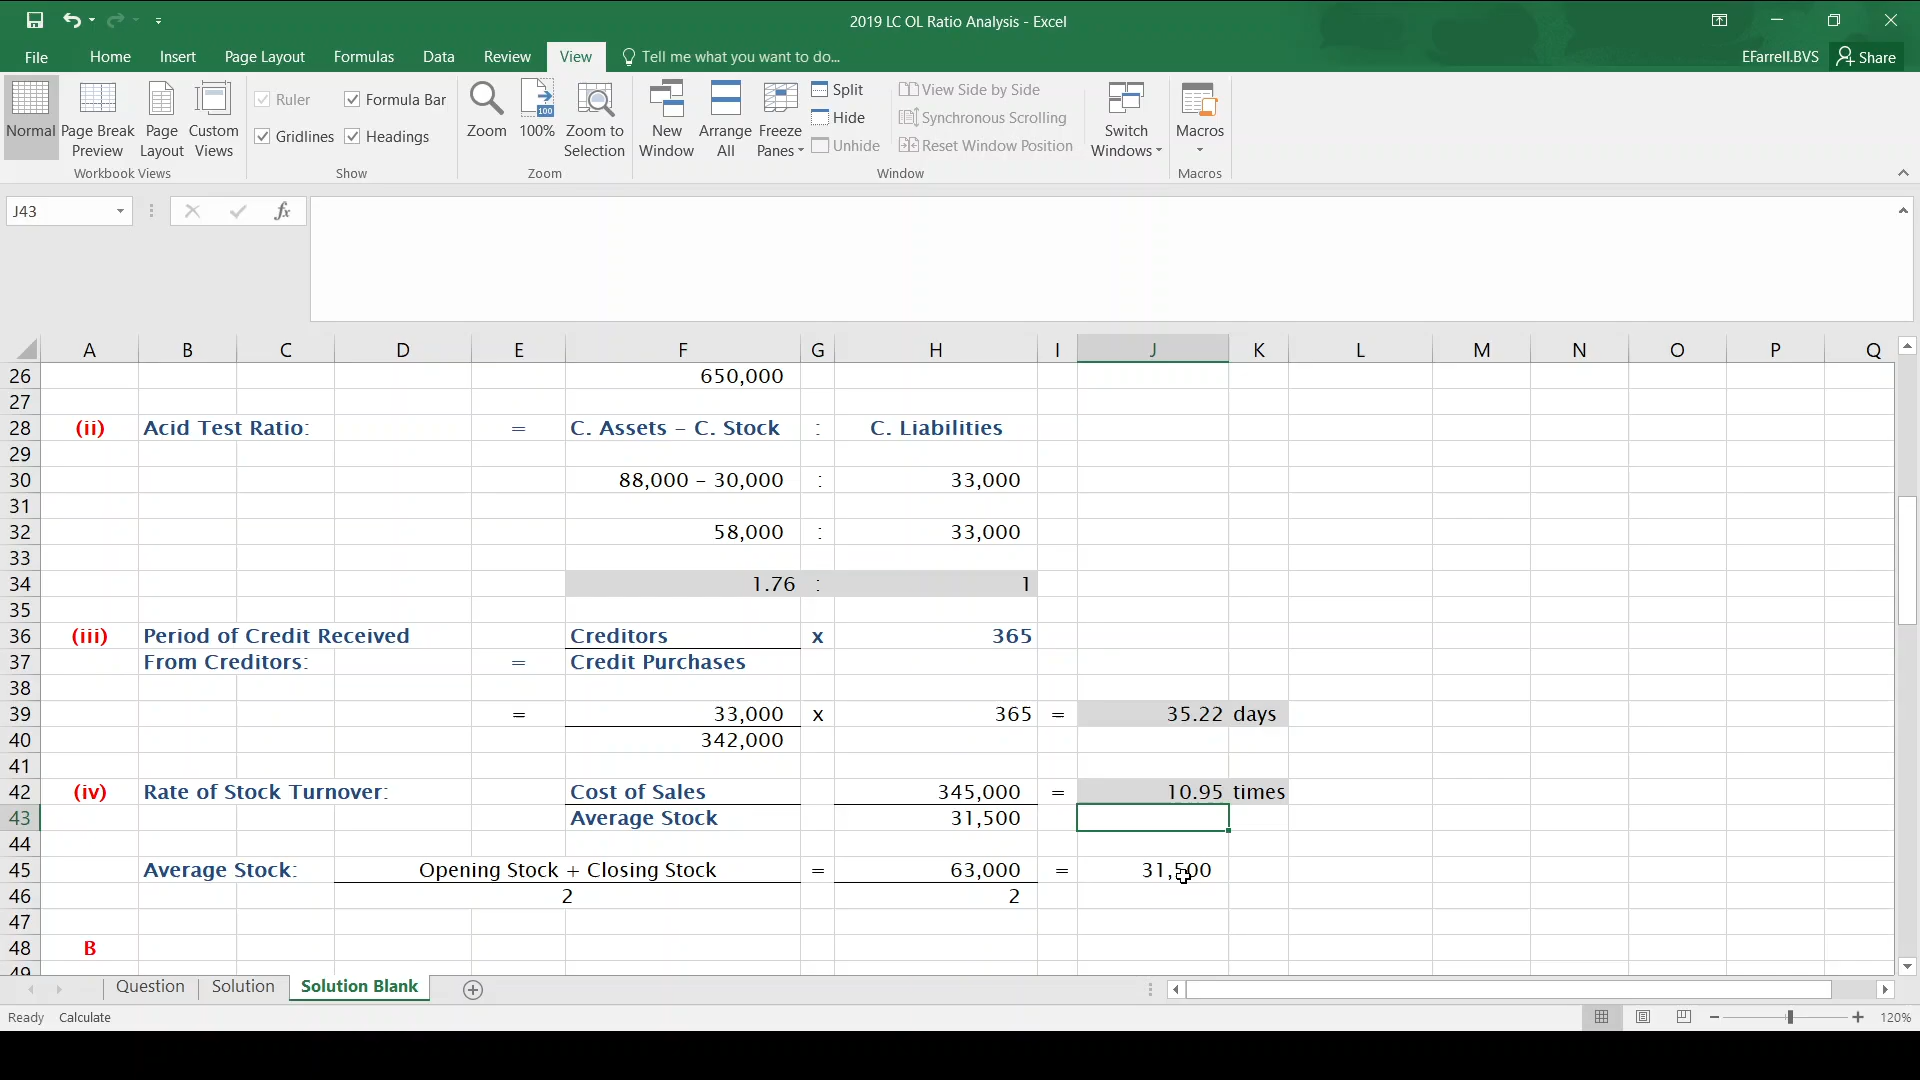 2019 LC OL Ratio Analysis - Excel
File Home Insert Page Layout Formulas Data Review View Tell me what you want to do... EFarrell.BVS Share
Normal Page Break Preview Page Layout Custom Views
Workbook Views
Ruler Formula Bar
Gridlines Headings
Show
Zoom 100% Zoom to Selection
100
Zoom
New Window Arrange All Freeze Panes
Split
Hide
Unhide
View Side by Side
Synchronous Scrolling
Reset Window Position
Switch Windows
Window
Macros
Macros
J43 fx
A B C D E F G H I J K L M N O P Q
26 650,000
27
28 (ii) Acid Test Ratio: = C. Assets - C. Stock : C. Liabilities
29
30 88,000 - 30,000 : 33,000
31
32 58,000 : 33,000
33
34 1.76 : 1
35
36 (iii) Period of Credit Received Creditors x 365
37 From Creditors: = Credit Purchases
38
39 = 33,000 x 365 = 35.22 days
40 342,000
41
42 (iv) Rate of Stock Turnover: Cost of Sales 345,000 = 10.95 times
43 Average Stock 31,500
44
45 Average Stock: Opening Stock + Closing Stock = 63,000 = 31,500
46 2 2
47
48 B
49
Question Solution Solution Blank
Ready Calculate 120%